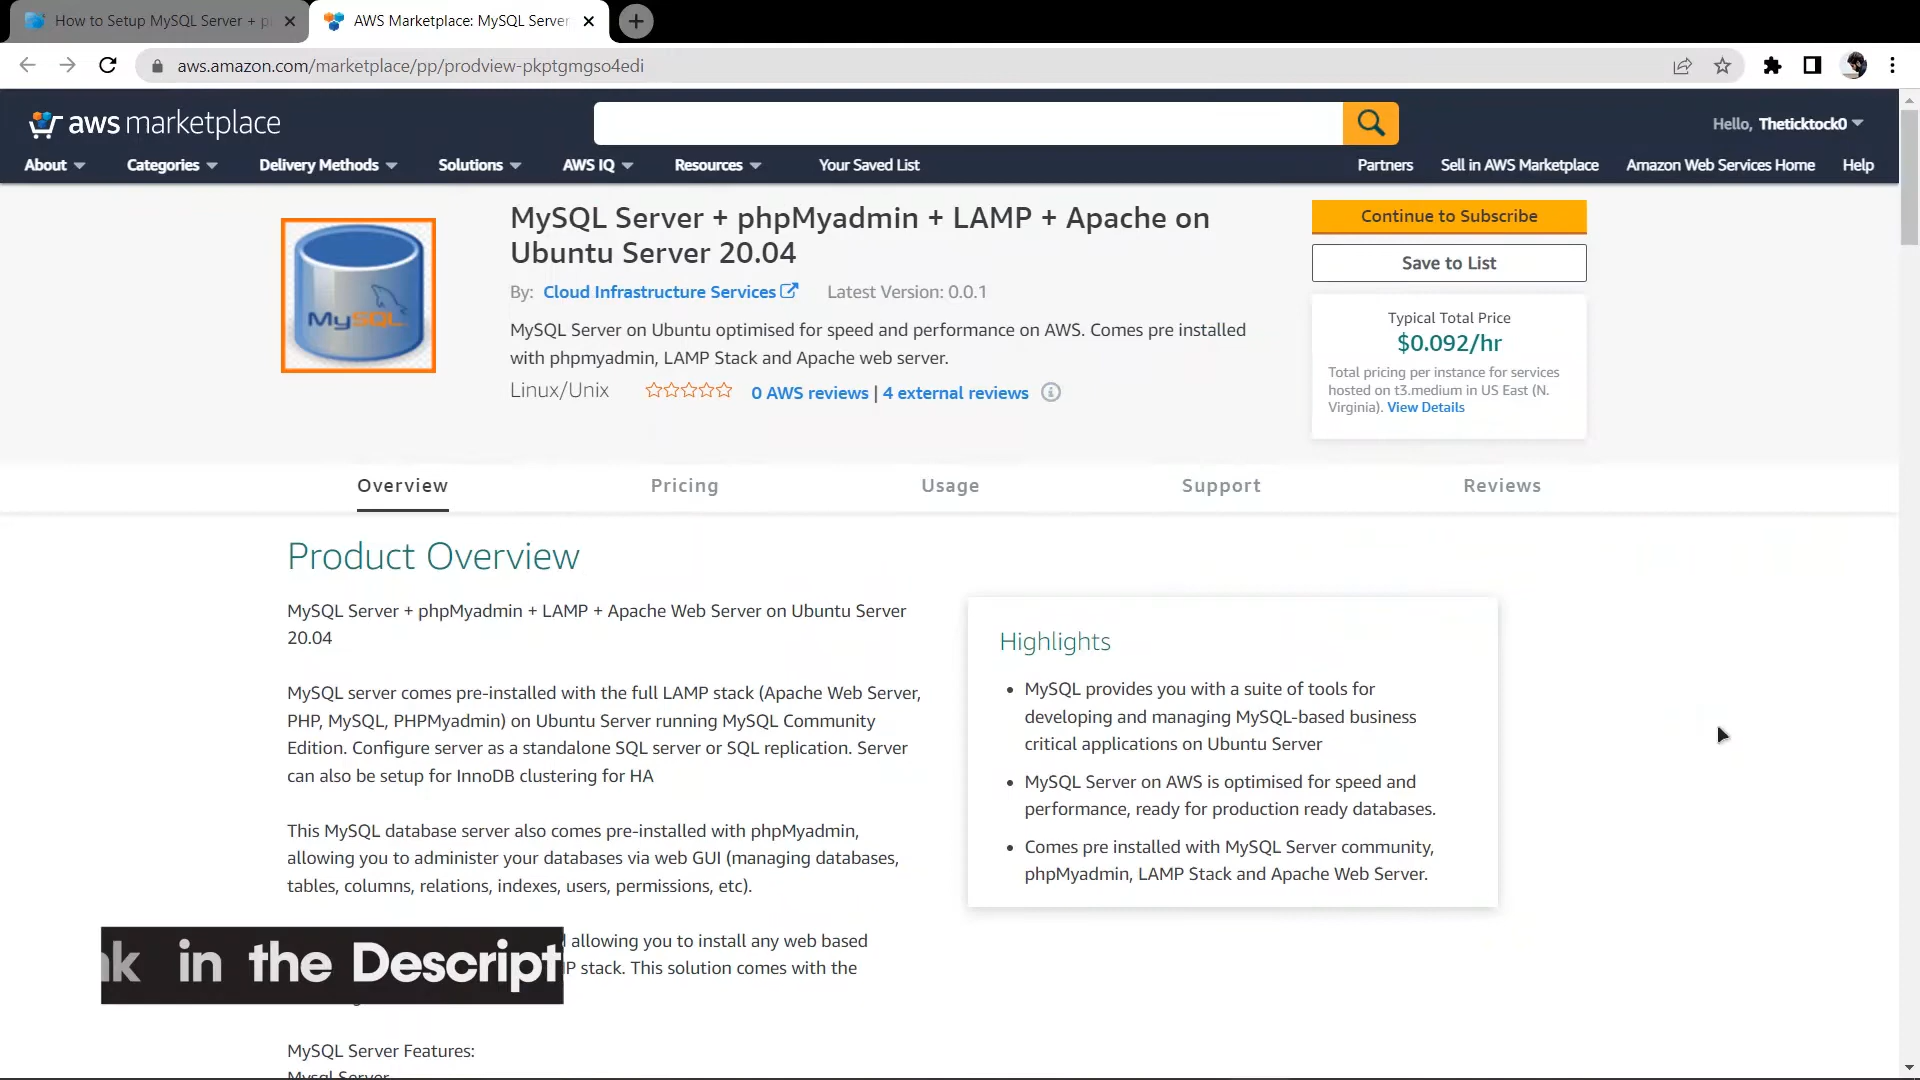 How to Setup MySQL Server + p
AWS Marketplace: MySQL Server
aws.amazon.com/marketplace/pp/prodview-pkptgmgso4edi
aws marketplace
Hello, Theticktock0
About
Categories
Delivery Methods
Solutions
AWS IQ
Resources
Your Saved List
Partners
Sell in AWS Marketplace
Amazon Web Services Home
Help
MySQL
MySQL Server + phpMyadmin + LAMP + Apache on
Ubuntu Server 20.04
By: Cloud Infrastructure Services Latest Version: 0.0.1
MySQL Server on Ubuntu optimised for speed and performance on AWS. Comes pre installed
with phpmyadmin, LAMP Stack and Apache web server.
Linux/Unix 0 AWS reviews | 4 external reviews
Continue to Subscribe
Save to List
Typical Total Price
$0.092/hr
Total pricing per instance for services
hosted on t3.medium in US East (N.
Virginia). View Details
Overview
Pricing
Usage
Support
Reviews
Product Overview
MySQL Server + phpMyadmin + LAMP + Apache Web Server on Ubuntu Server
20.04
MySQL server comes pre-installed with the full LAMP stack (Apache Web Server,
PHP, MySQL, PHPMyadmin) on Ubuntu Server running MySQL Community
Edition. Configure server as a standalone SQL server or SQL replication. Server
can also be setup for InnoDB clustering for HA
This MySQL database server also comes pre-installed with phpMyadmin,
allowing you to administer your databases via web GUI (managing databases,
tables, columns, relations, indexes, users, permissions, etc).
allowing you to install any web based
P stack. This solution comes with the
nk in the Descript
MySQL Server Features:
Mysql Server
Highlights
• MySQL provides you with a suite of tools for
developing and managing MySQL-based business
critical applications on Ubuntu Server
• MySQL Server on AWS is optimised for speed and
performance, ready for production ready databases.
• Comes pre installed with MySQL Server community,
phpMyadmin, LAMP Stack and Apache Web Server.